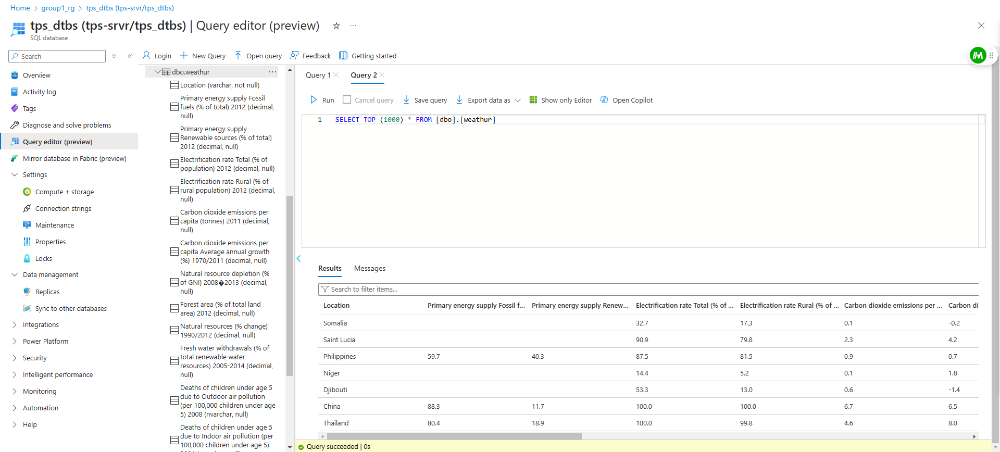 Home > group1_rg > tps_dtbs (tps-srvr/tps_dtbs)
tps_dtbs (tps-srvr/tps_dtbs) | Query editor (preview)
SQL database
Search
Overview
Activity log
Tags
Diagnose and solve problems
Query editor (preview)
Mirror database in Fabric (preview)
Settings
Compute + storage
Connection strings
Maintenance
Properties
Locks
Data management
Replicas
Sync to other databases
Integrations
Power Platform
Security
Intelligent performance
Monitoring
Automation
Help
Login New Query Open query Feedback Getting started
dbo.weathur ...
Location (varchar, not null)
Primary energy supply Fossil
fuels (% of total) 2012 (decimal,
null)
Primary energy supply
Renewable sources (% of total)
2012 (decimal, null)
Electrification rate Total (% of
population) 2012 (decimal, null)
Electrification rate Rural (% of
rural population) 2012 (decimal,
null)
Carbon dioxide emissions per
capita (tonnes) 2011 (decimal,
null)
Carbon dioxide emissions per
capita Average annual growth
(%) 1970/2011 (decimal, null)
Natural resource depletion (%
of GNI) 2008�2013 (decimal,
null)
Forest area (% of total land
area) 2012 (decimal, null)
Natural resources (% change)
1990/2012 (decimal, null)
Fresh water withdrawals (% of
total renewable water
resources) 2005-2014 (decimal,
null)
Deaths of children under age 5
due to Outdoor air pollution
(per 100,000 children under age
5) 2008 (nvarchar, null)
Deaths of children under age 5
due to Indoor air pollution (per
100,000 children under age 5)
Query 1 Query 2
Run Cancel query Save query Export data as Show only Editor Open Copilot
1 SELECT TOP (1000) * FROM [dbo].[weathur]
Results Messages
Search to filter items...
Location Primary energy supply Fossil f... Primary energy supply Renew... Electrification rate Total (% of ... Electrification rate Rural (% of ... Carbon dioxide emissions per ... Carbon di
Somalia 32.7 17.3 0.1 -0.2
Saint Lucia 90.9 79.8 2.3 4.2
Philippines 59.7 40.3 87.5 81.5 0.9 0.7
Niger 14.4 5.2 0.1 1.8
Djibouti 53.3 13.0 0.6 -1.4
China 88.3 11.7 100.0 100.0 6.7 6.5
Thailand 80.4 18.9 100.0 99.8 4.6 8.0
Query succeeded | 0s